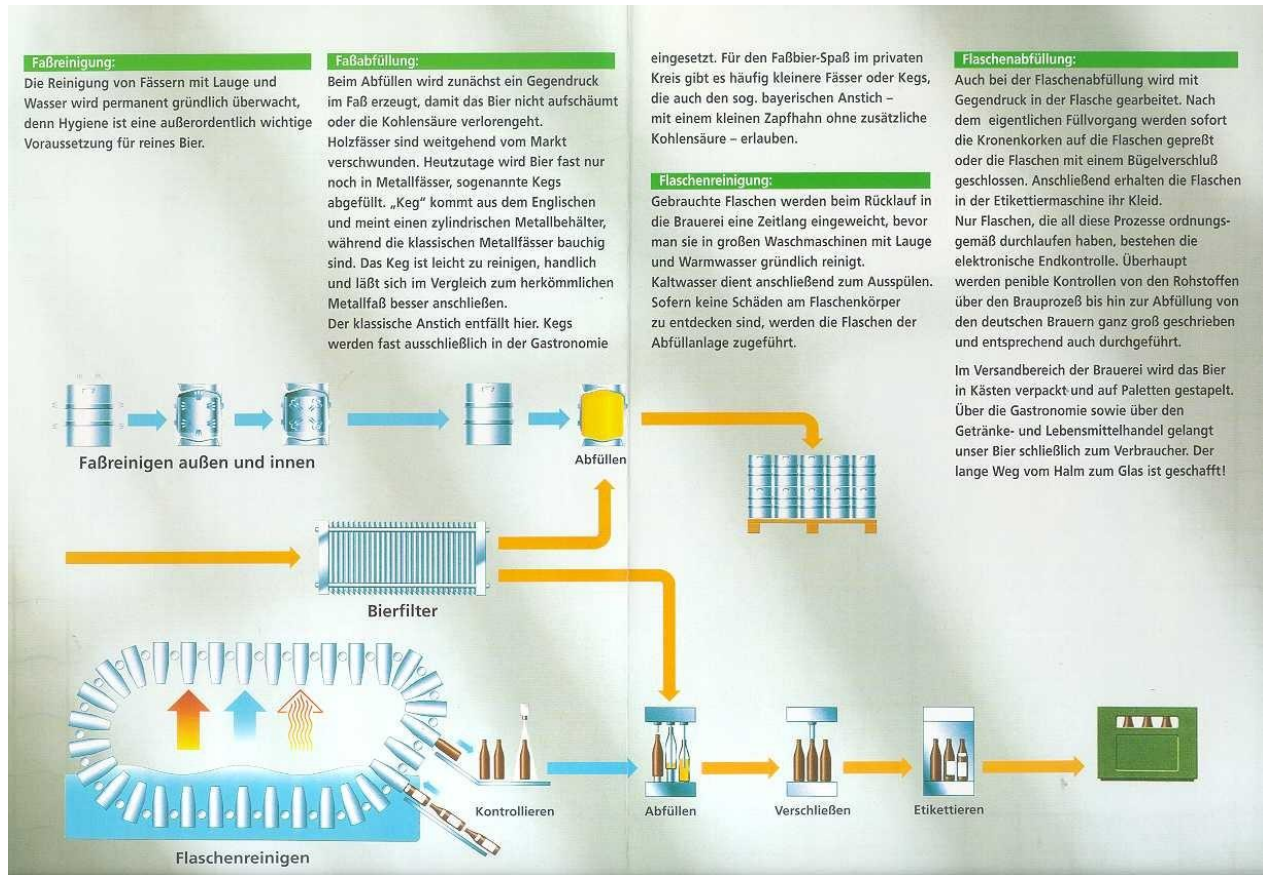 Faßreinigung:
Die Reinigung von Fässern mit Lauge und
Wasser wird permanent gründlich überwacht,
denn Hygiene ist eine außerordentlich wichtige
Voraussetzung für reines Bier.
Faßabfüllung:
Beim Abfüllen wird zunächst ein Gegendruck
im Faß erzeugt, damit das Bier nicht aufschäumt
oder die Kohlensäure verlorengeht.
Holzfässer sind weitgehend vom Markt
verschwunden. Heutzutage wird Bier fast nur
noch in Metallfässer, sogenannte Kegs
abgefüllt. „Keg“ kommt aus dem Englischen
und meint einen zylindrischen Metallbehälter,
während die klassischen Metallfässer bauchig
sind. Das Keg ist leicht zu reinigen, handlich
und läßt sich im Vergleich zum herkömmlichen
Metallfaß besser anschließen.
Der klassische Anstich entfällt hier. Kegs
werden fast ausschließlich in der Gastronomie
eingesetzt. Für den Faßbier-Spaß im privaten
Kreis gibt es häufig kleinere Fässer oder Kegs,
die auch den sog. bayerischen Anstich –
mit einem kleinen Zapfhahn ohne zusätzliche
Kohlensäure – erlauben.
Flaschenreinigung:
Gebrauchte Flaschen werden beim Rücklauf in
die Brauerei eine Zeitlang eingeweicht, bevor
man sie in großen Waschmaschinen mit Lauge
und Warmwasser gründlich reinigt.
Kaltwasser dient anschließend zum Ausspülen.
Sofern keine Schäden am Flaschenkörper
zu entdecken sind, werden die Flaschen der
Abfüllanlage zugeführt.
Flaschenabfüllung:
Auch bei der Flaschenabfüllung wird mit
Gegendruck in der Flasche gearbeitet. Nach
dem eigentlichen Füllvorgang werden sofort
die Kronenkorken auf die Flaschen gepreßt
oder die Flaschen mit einem Bügelverschluß
geschlossen. Anschließend erhalten die Flaschen
in der Etikettiermaschine ihr Kleid.
Nur Flaschen, die all diese Prozesse ordnungs-
gemäß durchlaufen haben, bestehen die
elektronische Endkontrolle. Überhaupt
werden penible Kontrollen von den Rohstoffen
über den Brauprozeß bis hin zur Abfüllung von
den deutschen Brauern ganz groß geschrieben
und entsprechend auch durchgeführt.
Im Versandbereich der Brauerei wird das Bier
in Kästen verpackt und auf Paletten gestapelt.
Über die Gastronomie sowie über den
Getränke- und Lebensmittelhandel gelangt
unser Bier schließlich zum Verbraucher. Der
lange Weg vom Halm zum Glas ist geschafft!
Faßreinigen außen und innen
Abfüllen
Bierfilter
Kontrollieren
Abfüllen
Verschließen
Etikettieren
Flaschenreinigen